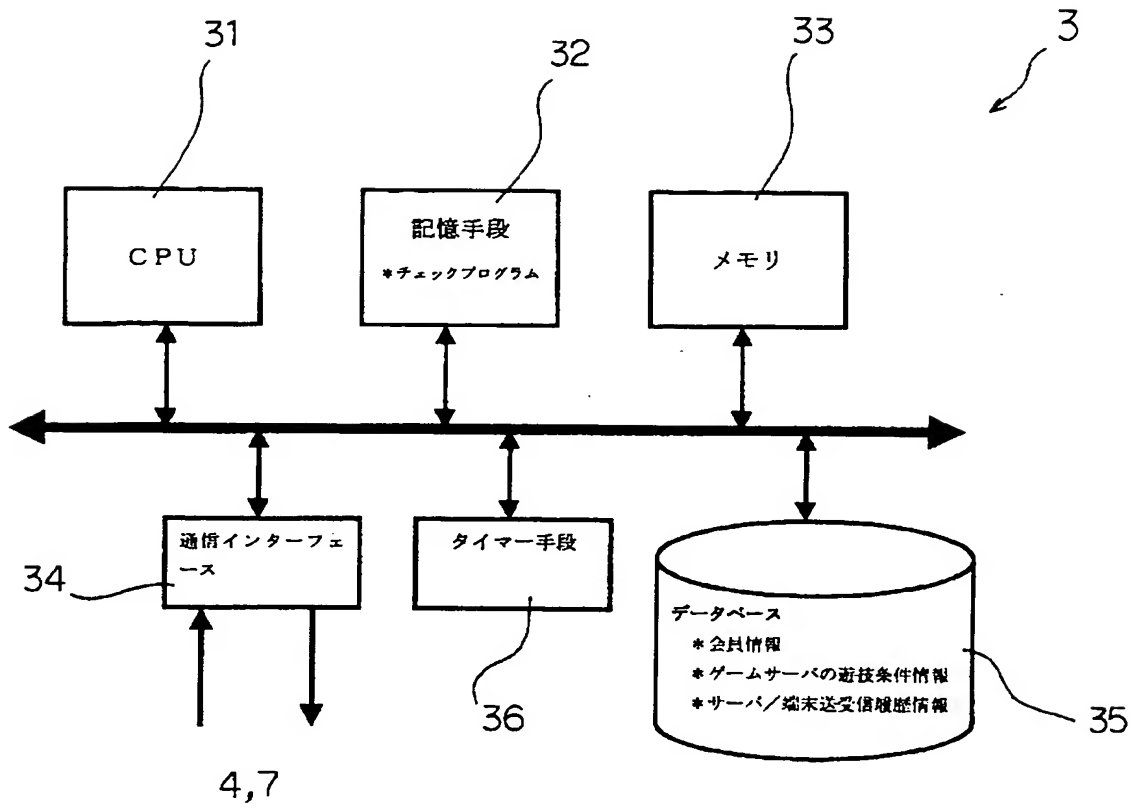 31
32
33
3
CPU
記憶手段
*チェックプログラム
メモリ
通信インターフェ
ース
タイマー手段
34
36
データベース
*会員情報
*ゲームサーバの遊技条件情報
*サーバ/端末送受信履歴情報
35
4,7